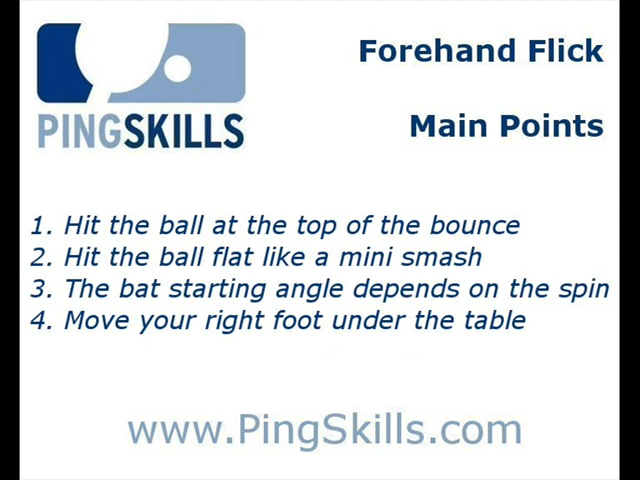 PINGSKILLS
Forehand Flick
Main Points
1. Hit the ball at the top of the bounce
2. Hit the ball flat like a mini smash
3. The bat starting angle depends on the spin
4. Move your right foot under the table
www.PingSkills.com